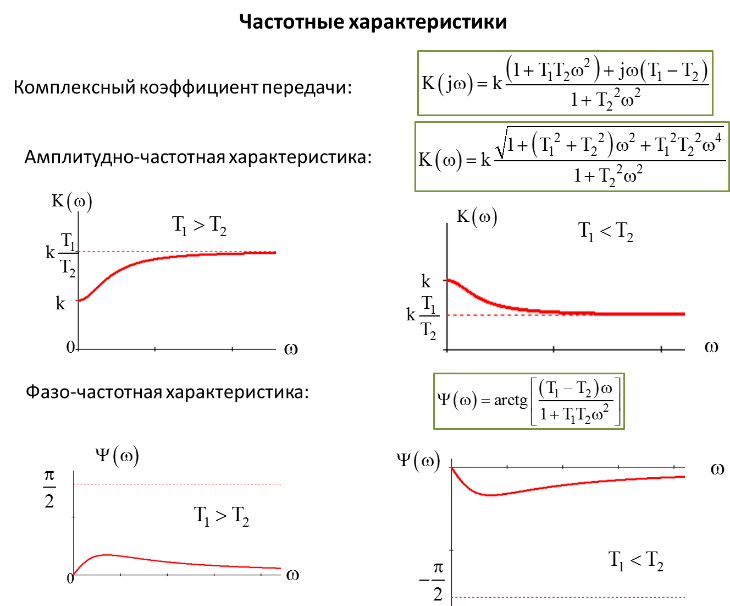 Частотные характеристики
Комплексный коэффициент передачи:
K(jω) = k((1 + T₁T₂ω²) + jω(T₁ − T₂))/(1 + T₂²ω²)
Амплитудно-частотная характеристика:
K(ω) = k√(1 + (T₁² + T₂²)ω² + T₁²T₂²ω⁴)/(1 + T₂²ω²)
K(ω)
T₁ > T₂
k T₁/T₂
k
0
ω
K(ω)
T₁ < T₂
k
k T₁/T₂
ω
Фазо-частотная характеристика:
Ψ(ω) = arctg[(T₁ − T₂)ω/(1 + T₁T₂ω²)]
Ψ(ω)
π/2
T₁ > T₂
0
ω
Ψ(ω)
ω
T₁ < T₂
−π/2